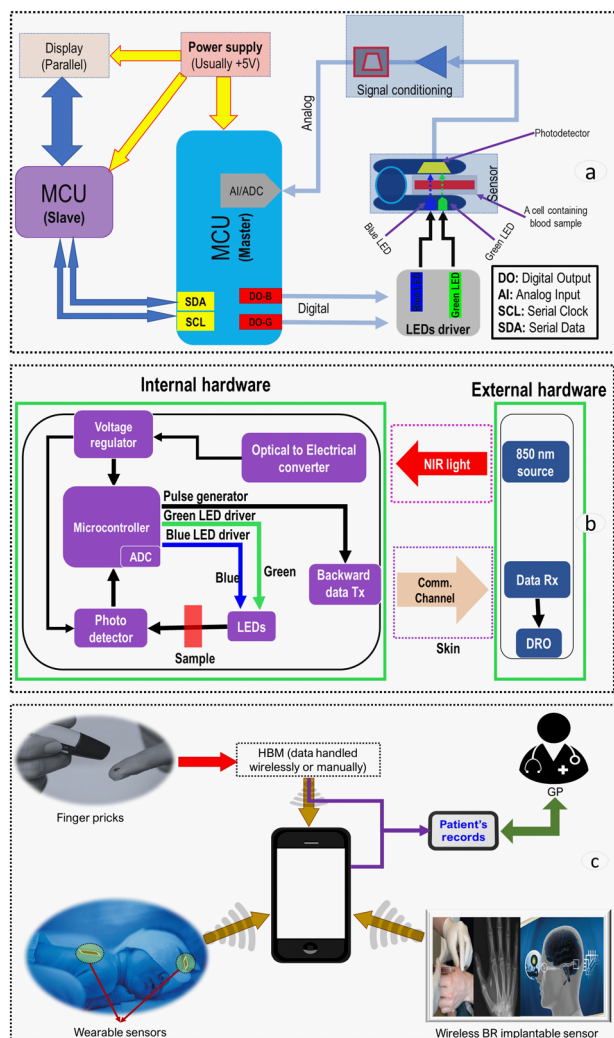 Display
(Parallel)
Power supply
(Usually +5V)
Signal conditioning
Analog
Photodetector
a
MCU
(Slave)
AI/ADC
MCU
(Master)
Sensor
Blue LED
Green LED
A cell containing
blood sample
SDA
SCL
DO-B
DO-G
Digital
Green LED
LEDs driver
DO: Digital Output
AI: Analog Input
SCL: Serial Clock
SDA: Serial Data
Internal hardware
External hardware
Voltage
regulator
Optical to Electrical
converter
NIR light
850 nm
source
b
Pulse generator
Green LED driver
Blue LED driver
Microcontroller
ADC
Blue
Green
Backward
data Tx
Comm.
Channel
Data Rx
Photo
detector
LEDs
Sample
Skin
DRO
HBM (data handled
wirelessly or manually)
Finger pricks
GP
Patient's
records
c
Wearable sensors
Wireless BR implantable sensor